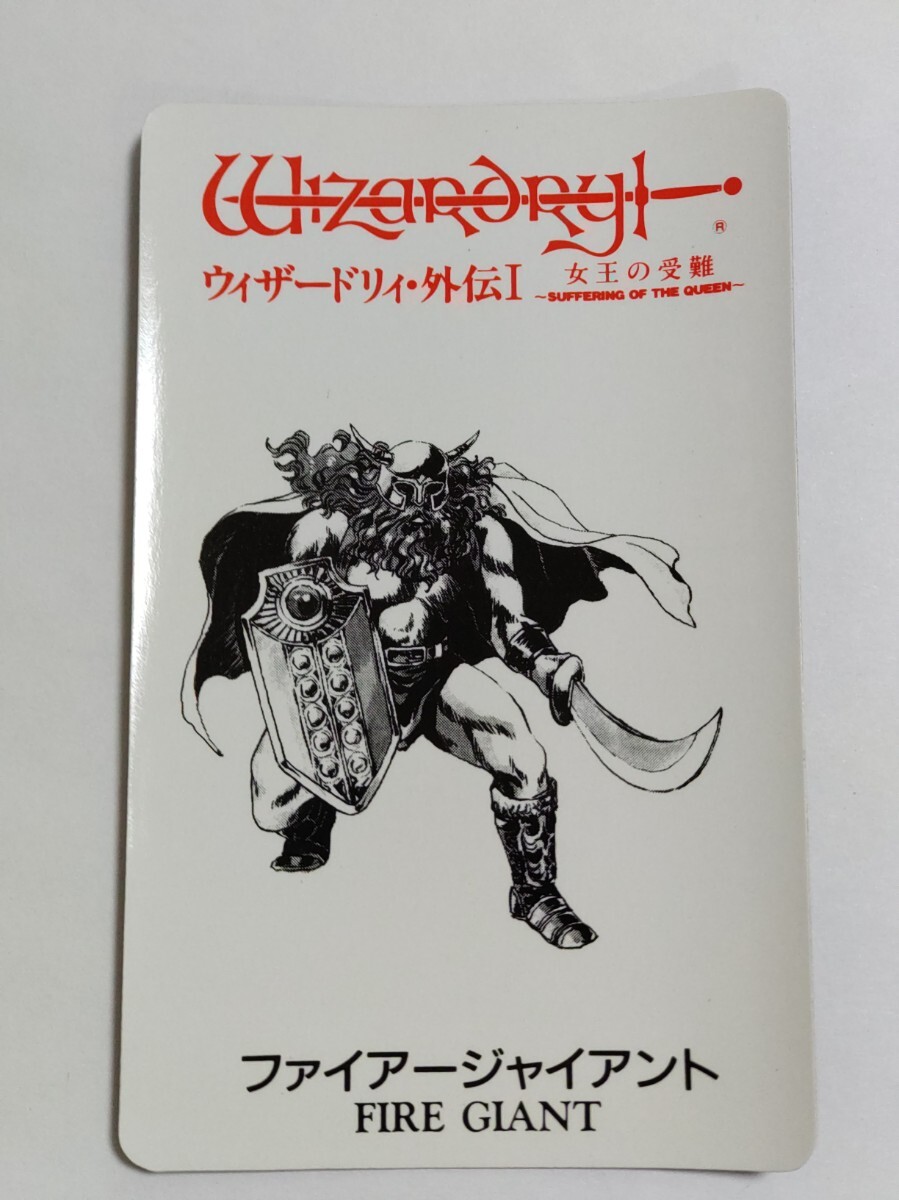 Wizardry
®
ウィザードリィ・外伝I
女王の受難
~SUFFERING OF THE QUEEN~
ファイアージャイアント
FIRE GIANT